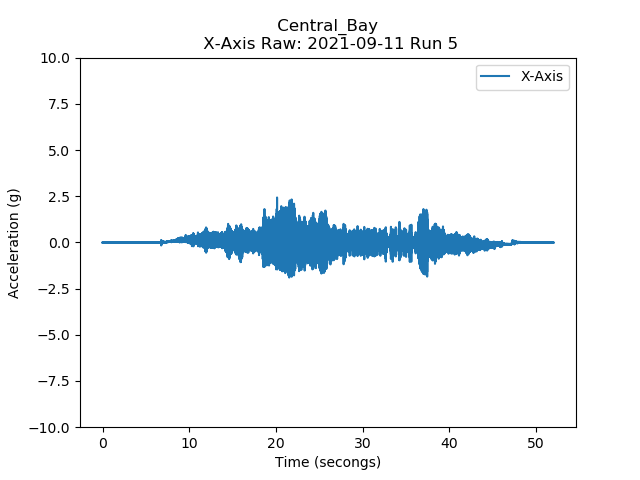 Central_Bay
X-Axis Raw: 2021-09-11 Run 5
10.0
7.5
5.0
2.5
0.0
−2.5
−5.0
−7.5
−10.0
Acceleration (g)
X-Axis
0 10 20 30 40 50
Time (secongs)